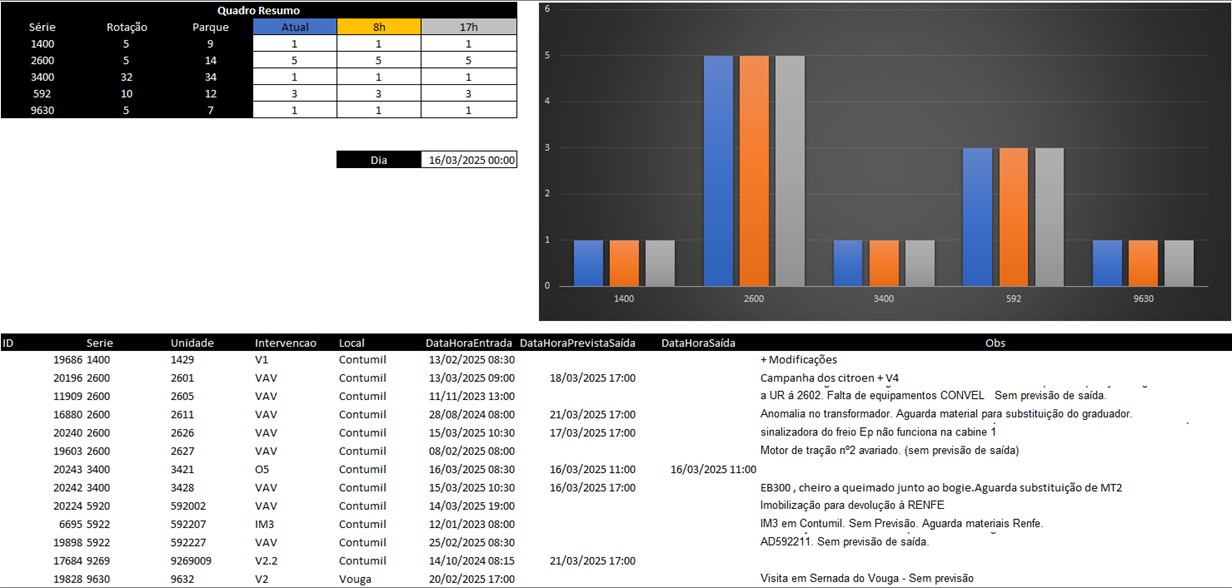 Quadro Resumo
Série Rotação Parque Atual 8h 17h
1400 5 9 1 1 1
2600 5 14 5 5 5
3400 32 34 1 1 1
592 10 12 3 3 3
9630 5 7 1 1 1
Dia 16/03/2025 00:00
6
5
4
3
2
1
0
1400 2600 3400 592 9630
ID Serie Unidade Intervencao Local DataHoraEntrada DataHoraPrevistaSaída DataHoraSaída Obs
19686 1400 1429 V1 Contumil 13/02/2025 08:30 + Modificações
20196 2600 2601 VAV Contumil 13/03/2025 09:00 18/03/2025 17:00 Campanha dos citroen + V4
11909 2600 2605 VAV Contumil 11/11/2023 13:00 a UR á 2602. Falta de equipamentos CONVEL Sem previsão de saída.
16880 2600 2611 VAV Contumil 28/08/2024 08:00 21/03/2025 17:00 Anomalia no transformador. Aguarda material para substituição do graduador.
20240 2600 2626 VAV Contumil 15/03/2025 10:30 17/03/2025 17:00 sinalizadora do freio Ep não funciona na cabine 1
19603 2600 2627 VAV Contumil 08/02/2025 08:00 Motor de tração nº2 avariado. (sem previsão de saída)
20243 3400 3421 O5 Contumil 16/03/2025 08:30 16/03/2025 11:00 16/03/2025 11:00
20242 3400 3428 VAV Contumil 15/03/2025 10:30 16/03/2025 17:00 EB300 , cheiro a queimado junto ao bogie.Aguarda substituição de MT2
20224 5920 592002 VAV Contumil 14/03/2025 19:00 Imobilização para devolução à RENFE
6695 5922 592207 IM3 Contumil 12/01/2023 08:00 IM3 em Contumil. Sem Previsão. Aguarda materiais Renfe.
19898 5922 592227 VAV Contumil 25/02/2025 08:30 AD592211. Sem previsão de saída.
17684 9269 9269009 V2.2 Contumil 14/10/2024 08:15 21/03/2025 17:00
19828 9630 9632 V2 Vouga 20/02/2025 17:00 Visita em Sernada do Vouga - Sem previsão